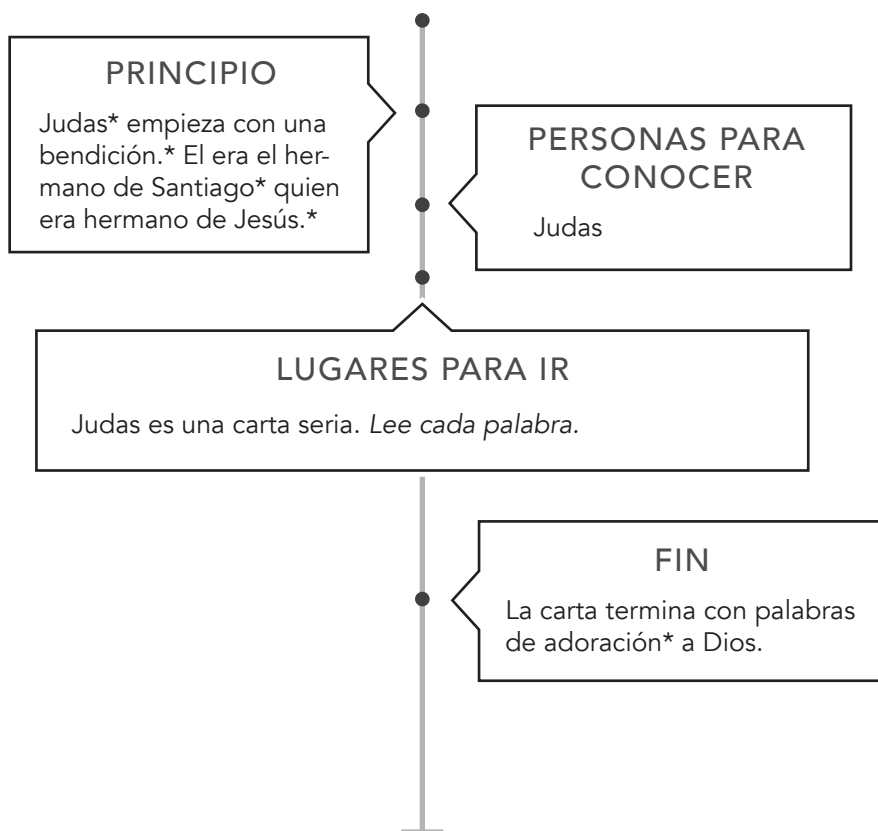 PRINCIPIO
Judas* empieza con una
bendición.* El era el her-
mano de Santiago* quien
era hermano de Jesús.*
PERSONAS PARA
CONOCER
Judas
LUGARES PARA IR
Judas es una carta seria. Lee cada palabra.
FIN
La carta termina con palabras
de adoración* a Dios.